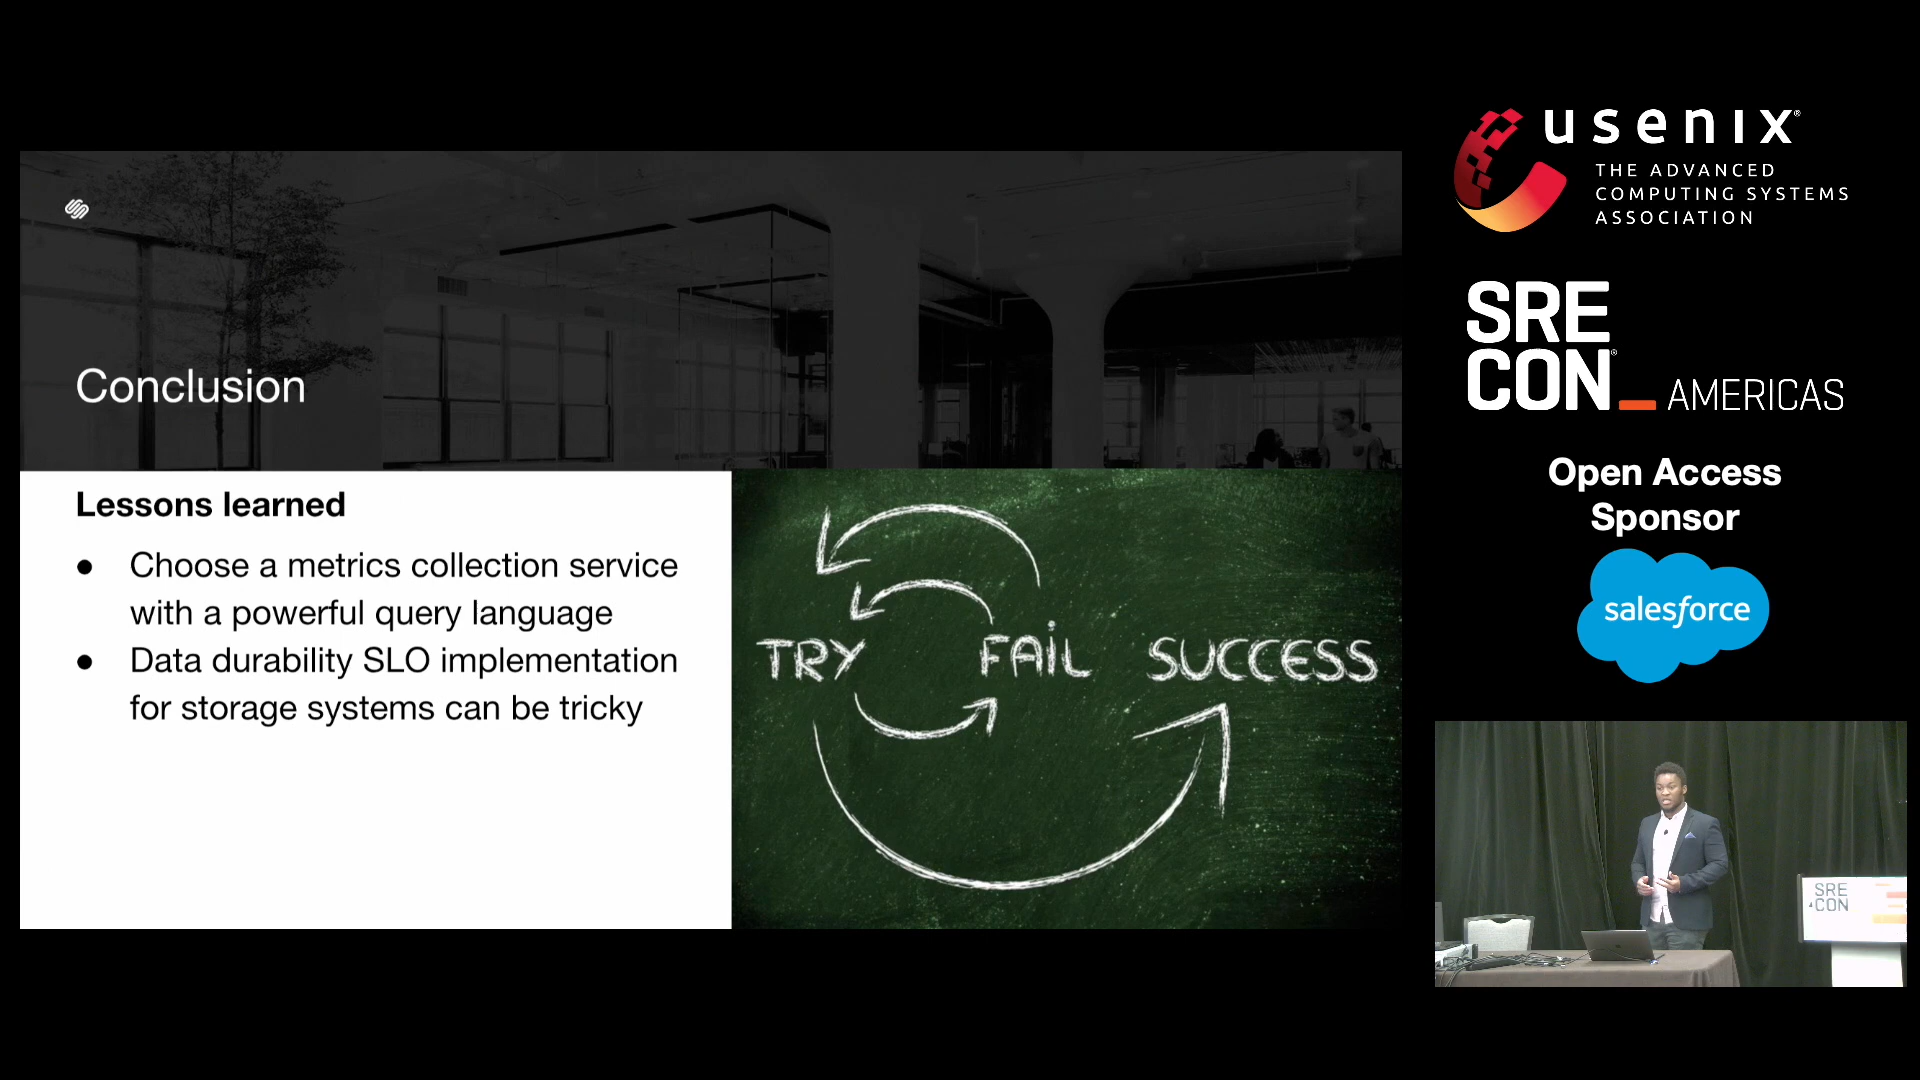 Conclusion
Lessons learned
● Choose a metrics collection service
with a powerful query language
● Data durability SLO implementation
for storage systems can be tricky
TRY FAIL SUCCESS
usenix®
THE ADVANCED
COMPUTING SYSTEMS
ASSOCIATION
SRE
CON®_AMERICAS
Open Access
Sponsor
salesforce
SRE
CON